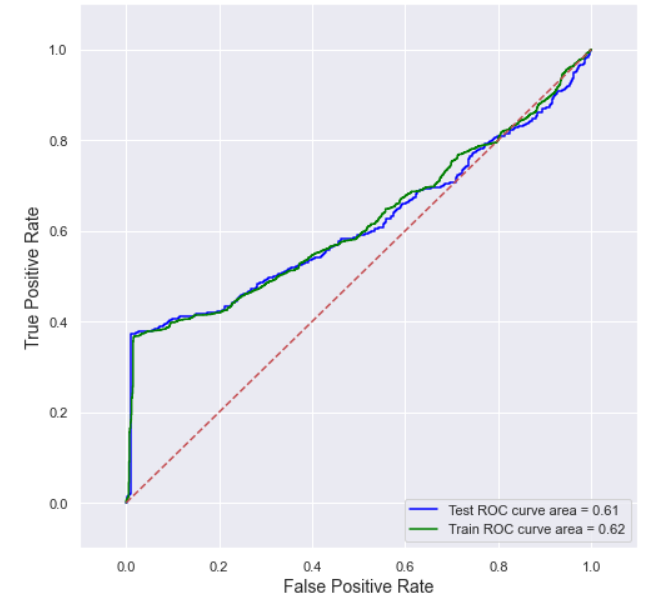 1.0
0.8
0.6
0.4
0.2
0.0
True Positive Rate
Test ROC curve area = 0.61
Train ROC curve area = 0.62
0.0 0.2 0.4 0.6 0.8 1.0
False Positive Rate